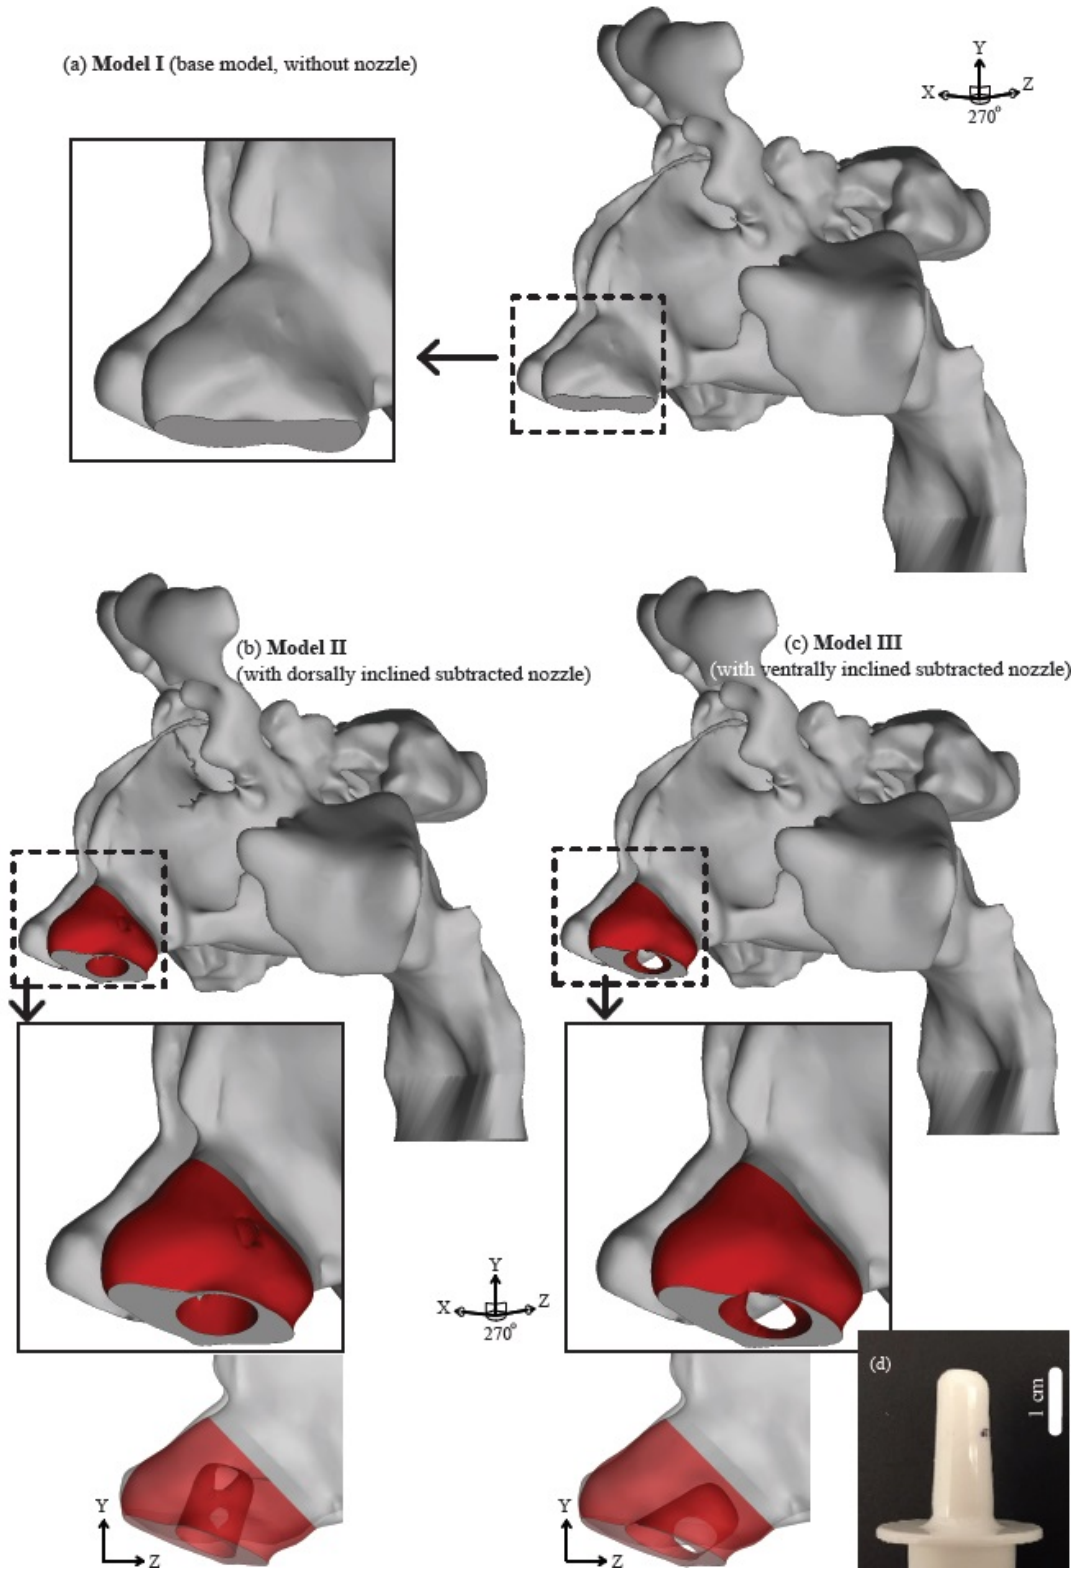 (a) Model I (base model, without nozzle)
Y
X
Z
270°
(b) Model II
(with dorsally inclined subtracted nozzle)
(c) Model III
(with ventrally inclined subtracted nozzle)
Y
X
Z
270°
(d)
1 cm
Y
Z
Y
Z